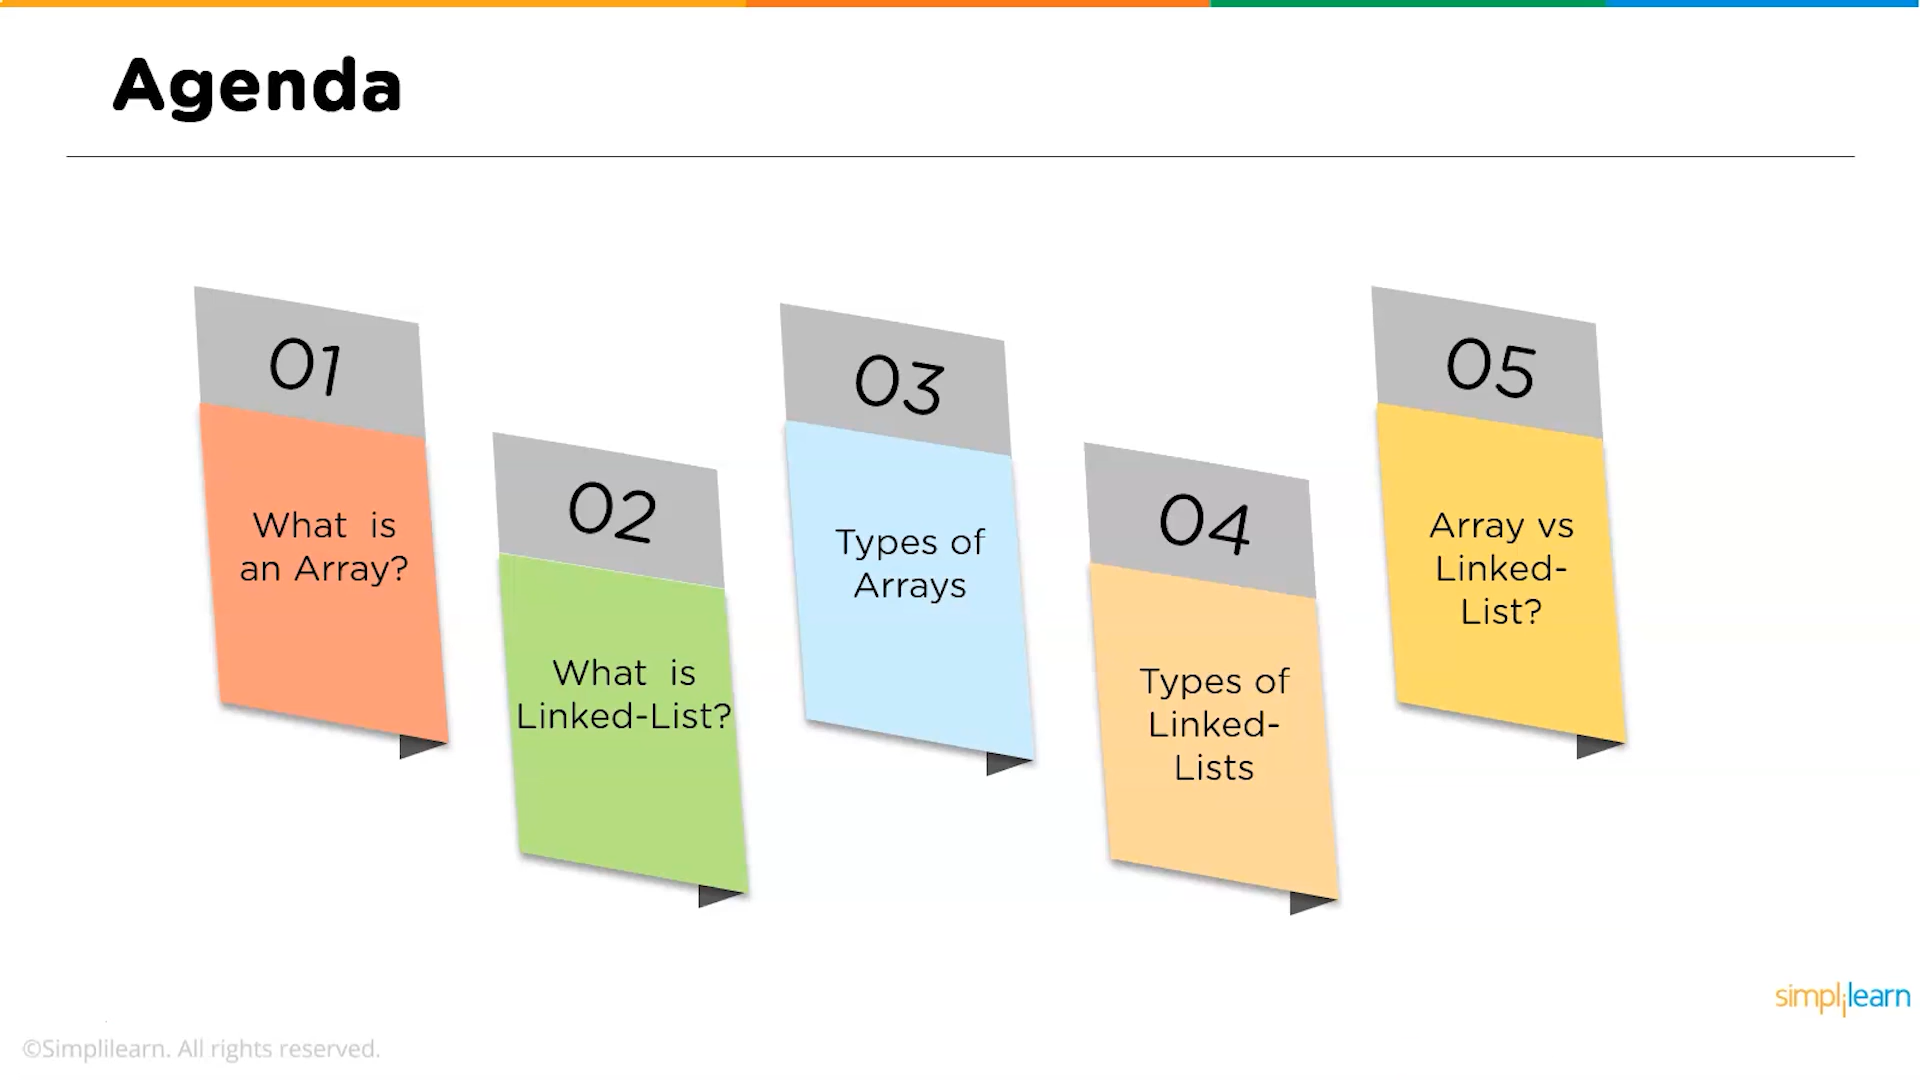 Agenda
01
What is
an Array?
02
What is
Linked-List?
03
Types of
Arrays
04
Types of
Linked-
Lists
05
Array vs
Linked-
List?
simplilearn
©Simplilearn. All rights reserved.